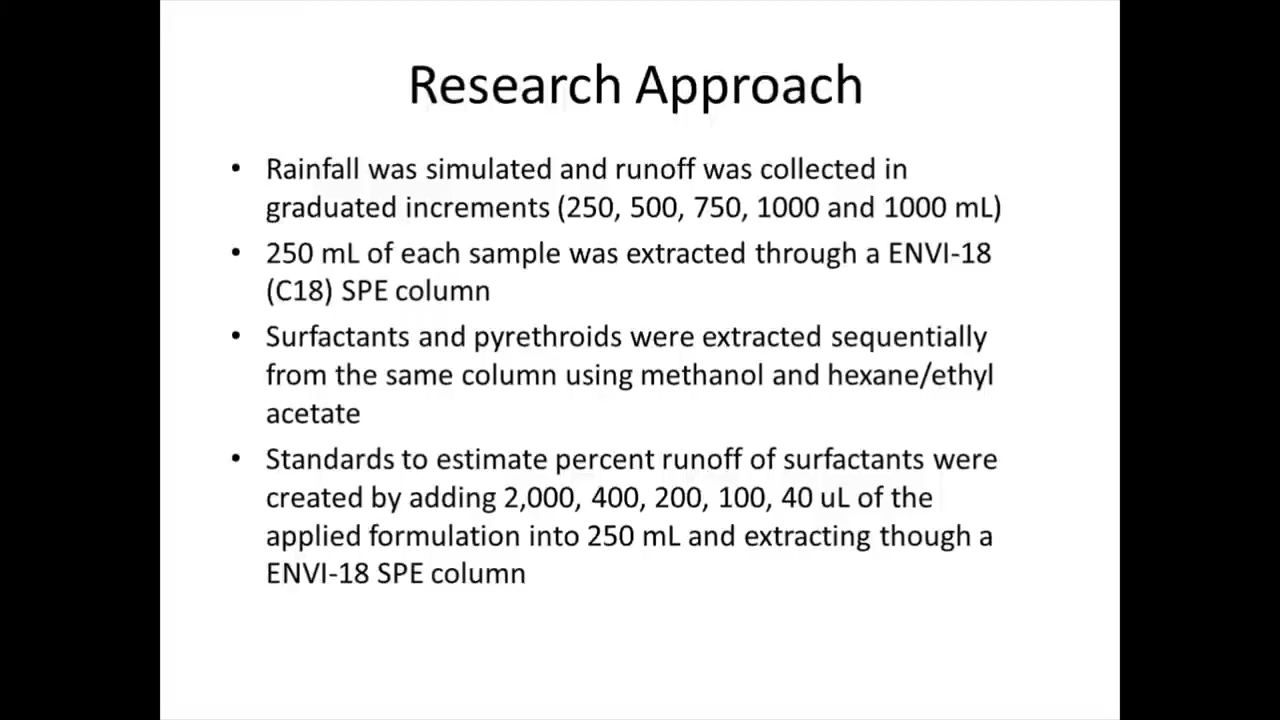 Research Approach
• Rainfall was simulated and runoff was collected in
graduated increments (250, 500, 750, 1000 and 1000 mL)
• 250 mL of each sample was extracted through a ENVI-18
(C18) SPE column
• Surfactants and pyrethroids were extracted sequentially
from the same column using methanol and hexane/ethyl
acetate
• Standards to estimate percent runoff of surfactants were
created by adding 2,000, 400, 200, 100, 40 uL of the
applied formulation into 250 mL and extracting though a
ENVI-18 SPE column